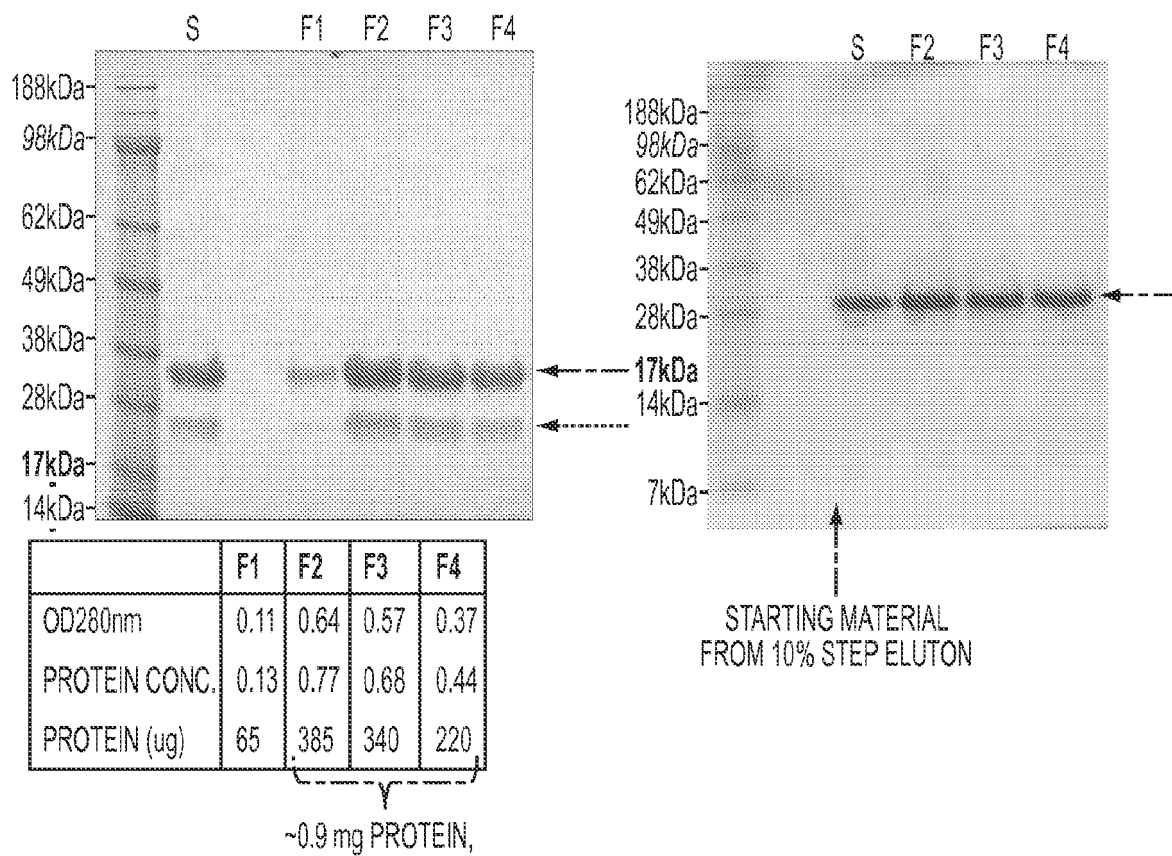 S F1 F2 F3 F4
188kDa
98kDa
62kDa
49kDa
38kDa
28kDa
17kDa
14kDa
S F2 F3 F4
188kDa
98kDa
62kDa
49kDa
38kDa
28kDa
17kDa
14kDa
7kDa
STARTING MATERIAL
FROM 10% STEP ELUTON
F1 F2 F3 F4
OD280nm 0.11 0.64 0.57 0.37
PROTEIN CONC. 0.13 0.77 0.68 0.44
PROTEIN (ug) 65 385 340 220
~0.9 mg PROTEIN,